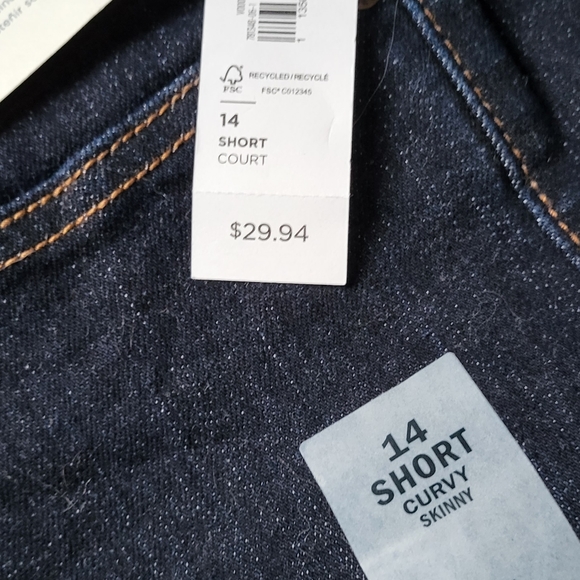 RECYCLED/RECYCLÉ
FSC
FSC® C012345
14
SHORT
COURT
$29.94
14
SHORT
CURVY
SKINNY